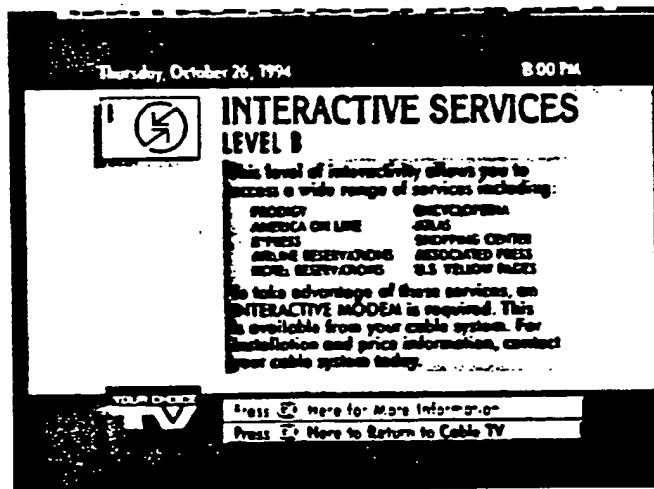 Thursday, October 26, 1994 8:00 PM
INTERACTIVE SERVICES
LEVEL B
This level of interactivity allows you to
access a wide range of services including:
PRODIGY ENCYCLOPEDIA
AMERICA ON LINE ATLAS
X*PRESS SHOPPING CENTER
AIRLINE RESERVATIONS ASSOCIATED PRESS
HOTEL RESERVATIONS U.S. YELLOW PAGES
To take advantage of these services, an
INTERACTIVE MODEM is required. This
is available from your cable system. For
installation and price information, contact
your cable system today.
YOUR CHOICE
TV
Press Here for More Information
Press Here to Return to Cable TV